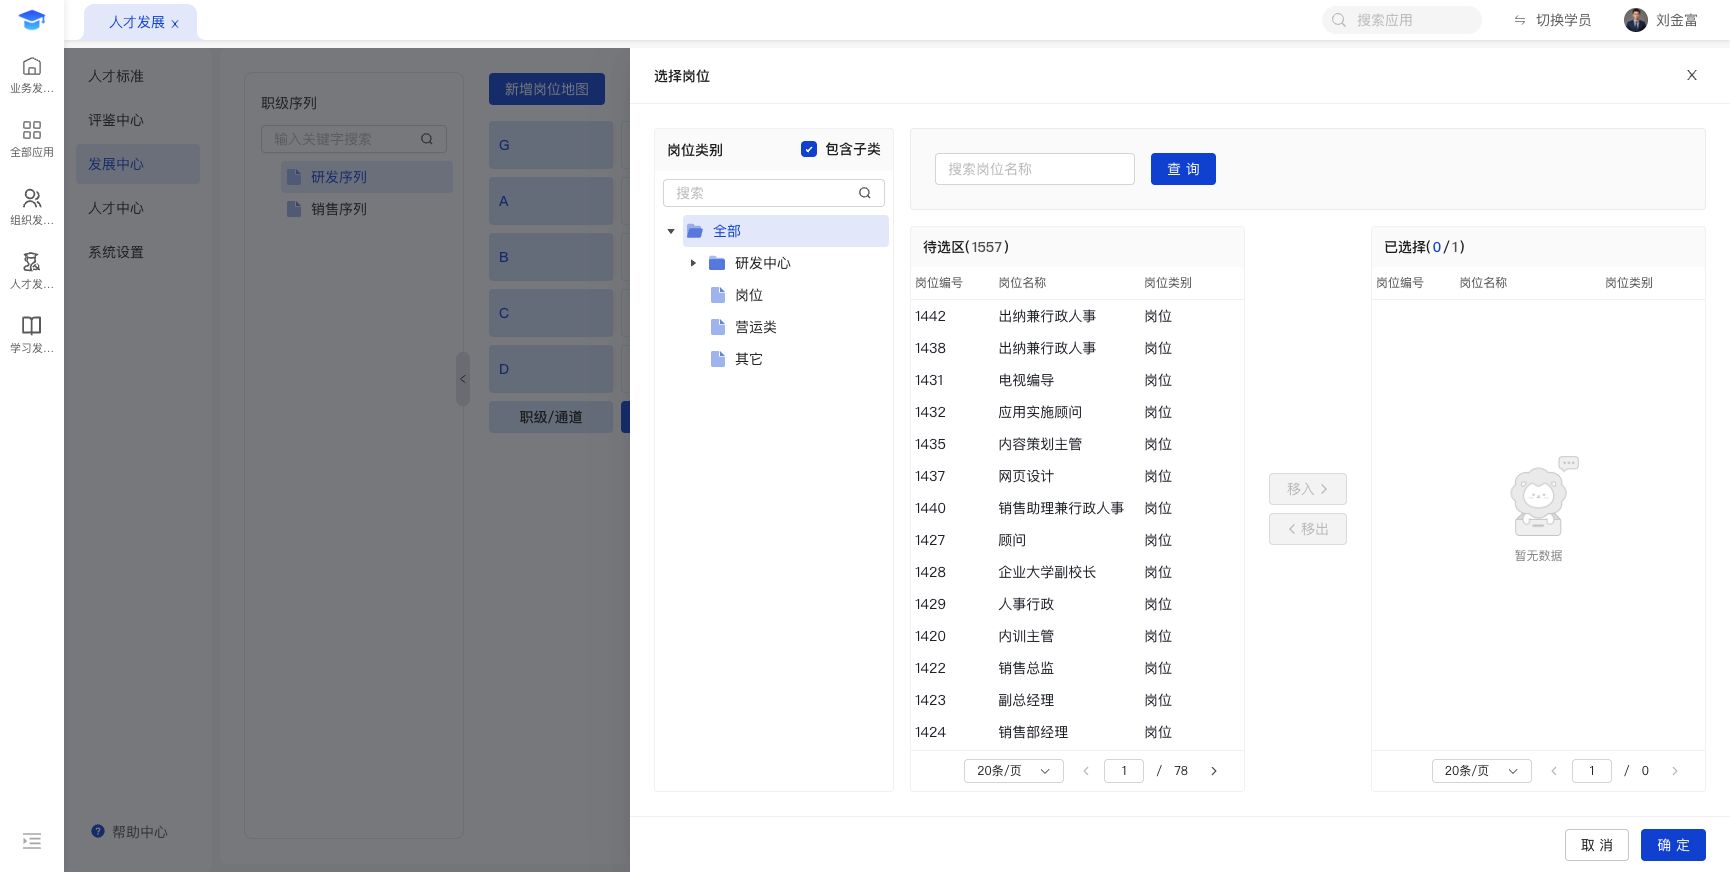 人才发展 x
搜索应用
切换学员
刘金富
业务发...
全部应用
组织发...
人才发...
学习发...
人才标准
评鉴中心
发展中心
人才中心
系统设置
帮助中心
职级序列
输入关键字搜索
研发序列
销售序列
新增岗位地图
G
A
B
C
D
职级/通道
选择岗位
X
岗位类别
包含子类
搜索
全部
研发中心
岗位
营运类
其它
搜索岗位名称
查 询
待选区(1557)
岗位编号 岗位名称 岗位类别
1442 出纳兼行政人事 岗位
1438 出纳兼行政人事 岗位
1431 电视编导 岗位
1432 应用实施顾问 岗位
1435 内容策划主管 岗位
1437 网页设计 岗位
1440 销售助理兼行政人事 岗位
1427 顾问 岗位
1428 企业大学副校长 岗位
1429 人事行政 岗位
1420 内训主管 岗位
1422 销售总监 岗位
1423 副总经理 岗位
1424 销售部经理 岗位
20条/页 < 1 / 78 >
移入 >
< 移出
已选择(0/1)
岗位编号 岗位名称 岗位类别
暂无数据
20条/页 < 1 / 0 >
取 消
确 定